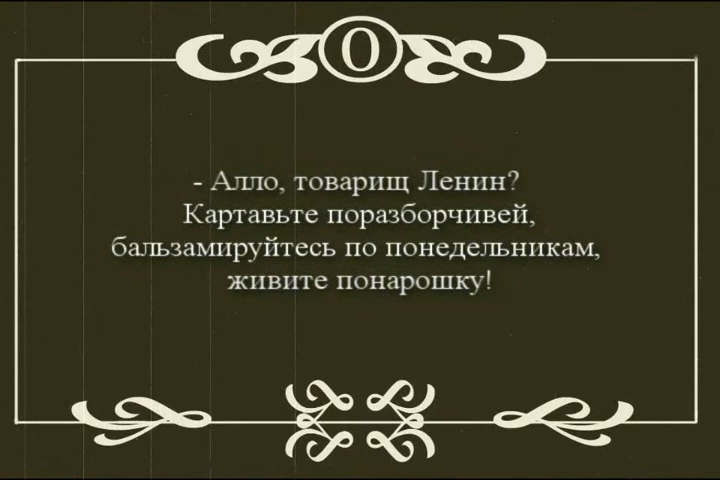 O
- Алло, товарищ Ленин?
Картавьте поразборчивей,
бальзамируйтесь по понедельникам,
живите понарошку!